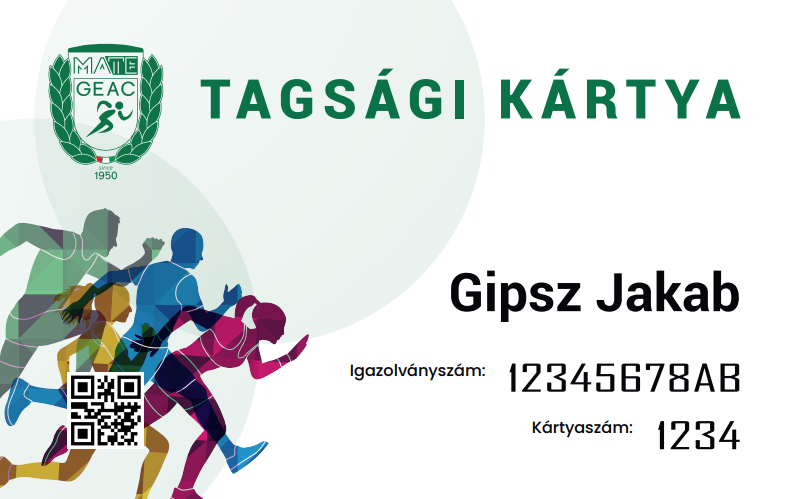 MATE
GEAC
since
1950
TAGSÁGI KÁRTYA
Gipsz Jakab
Igazolványszám: 12345678AB
Kártyaszám: 1234